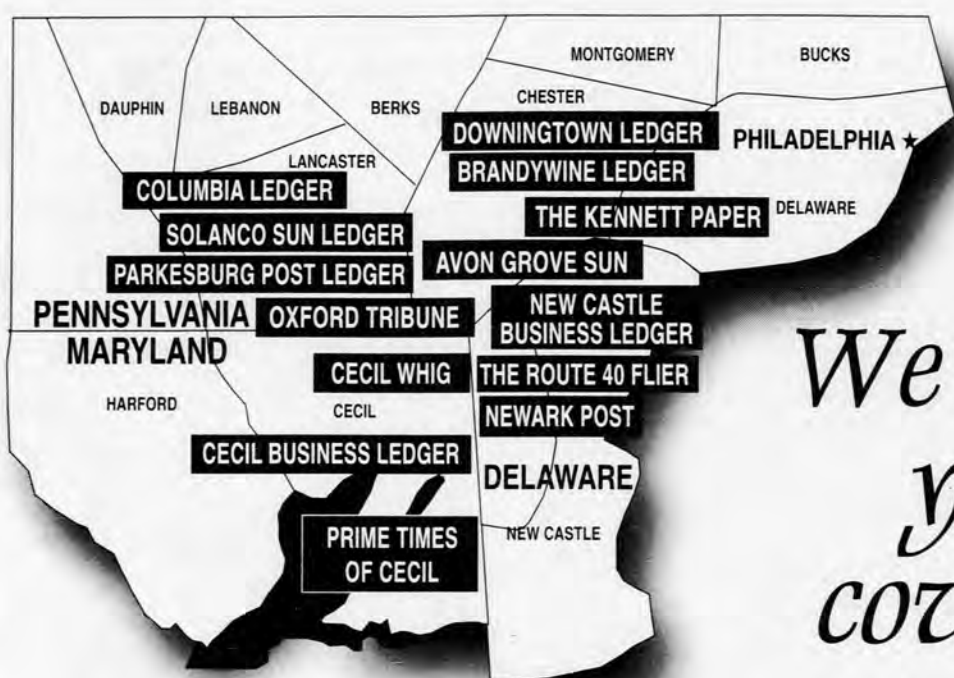 MONTGOMERY
BUCKS
DAUPHIN
LEBANON
BERKS
CHESTER
DOWNINGTOWN LEDGER
PHILADELPHIA
LANCASTER
BRANDYWINE LEDGER
COLUMBIA LEDGER
THE KENNETT PAPER
DELAWARE
SOLANCO SUN LEDGER
AVON GROVE SUN
PARKESBURG POST LEDGER
PENNSYLVANIA
OXFORD TRIBUNE
NEW CASTLE
BUSINESS LEDGER
MARYLAND
We
CECIL WHIG
THE ROUTE 40 FLIER
HARFORD
CECIL
NEWARK POST
CECIL BUSINESS LEDGER
DELAWARE
NEW CASTLE
PRIME TIMES
OF CECIL